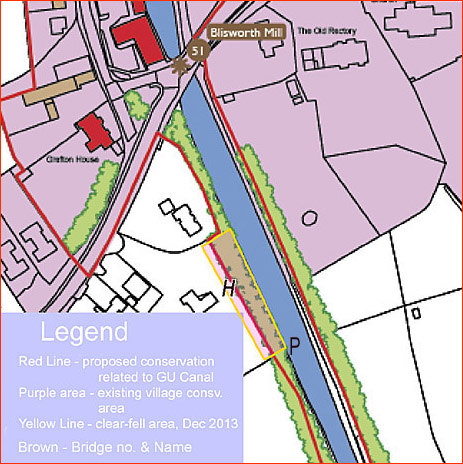 Blisworth Mill
51
The Old Rectory
Church
Grafton House
H
P
Legend
Red Line - proposed conservation
related to GU Canal
Purple area - existing village consv.
area
Yellow Line - clear-fell area, Dec 2013
Brown - Bridge no. & Name